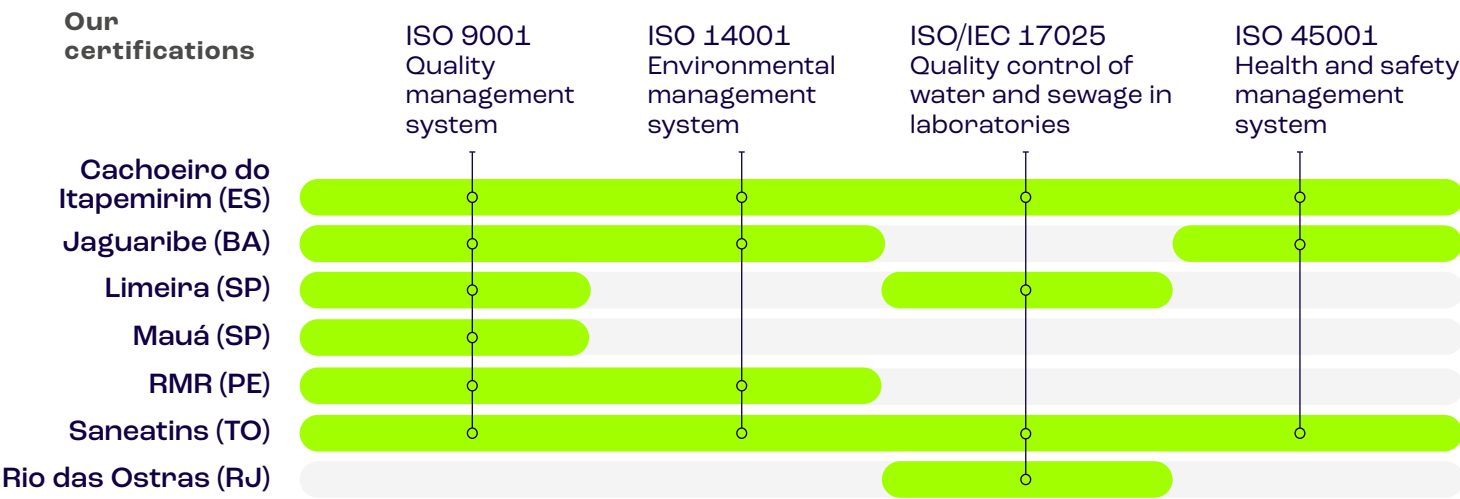 Our
certifications
ISO 9001
Quality
management
system
ISO 14001
Environmental
management
system
ISO/IEC 17025
Quality control of
water and sewage in
laboratories
ISO 45001
Health and safety
management
system
Cachoeiro do
Itapemirim (ES)
Jaguaribe (BA)
Limeira (SP)
Mauá (SP)
RMR (PE)
Saneatins (TO)
Rio das Ostras (RJ)